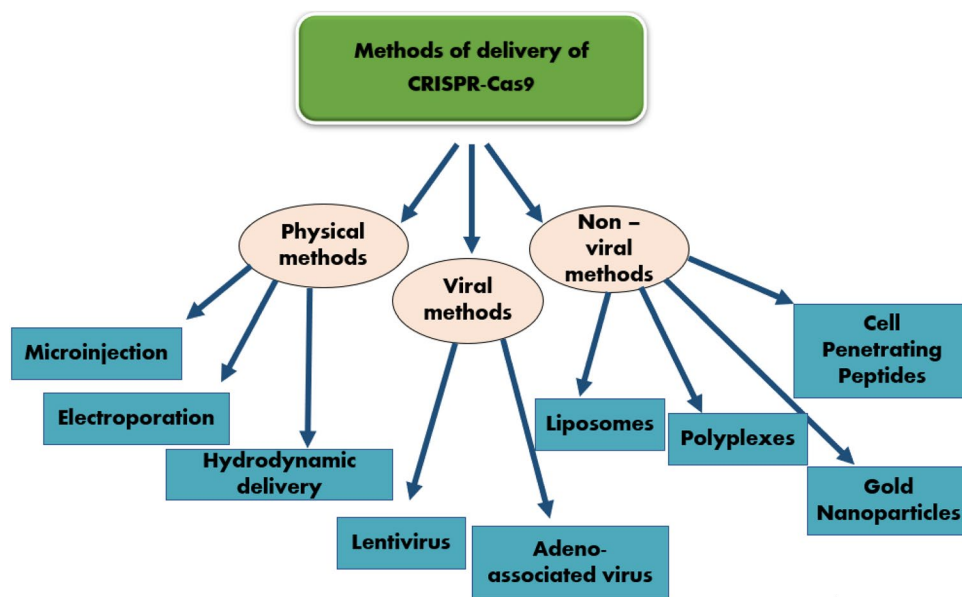 Methods of delivery of
CRISPR-Cas9
Physical
methods
Viral
methods
Non –
viral
methods
Microinjection
Electroporation
Hydrodynamic
delivery
Lentivirus
Adeno-
associated virus
Liposomes
Polyplexes
Gold
Nanoparticles
Cell
Penetrating
Peptides